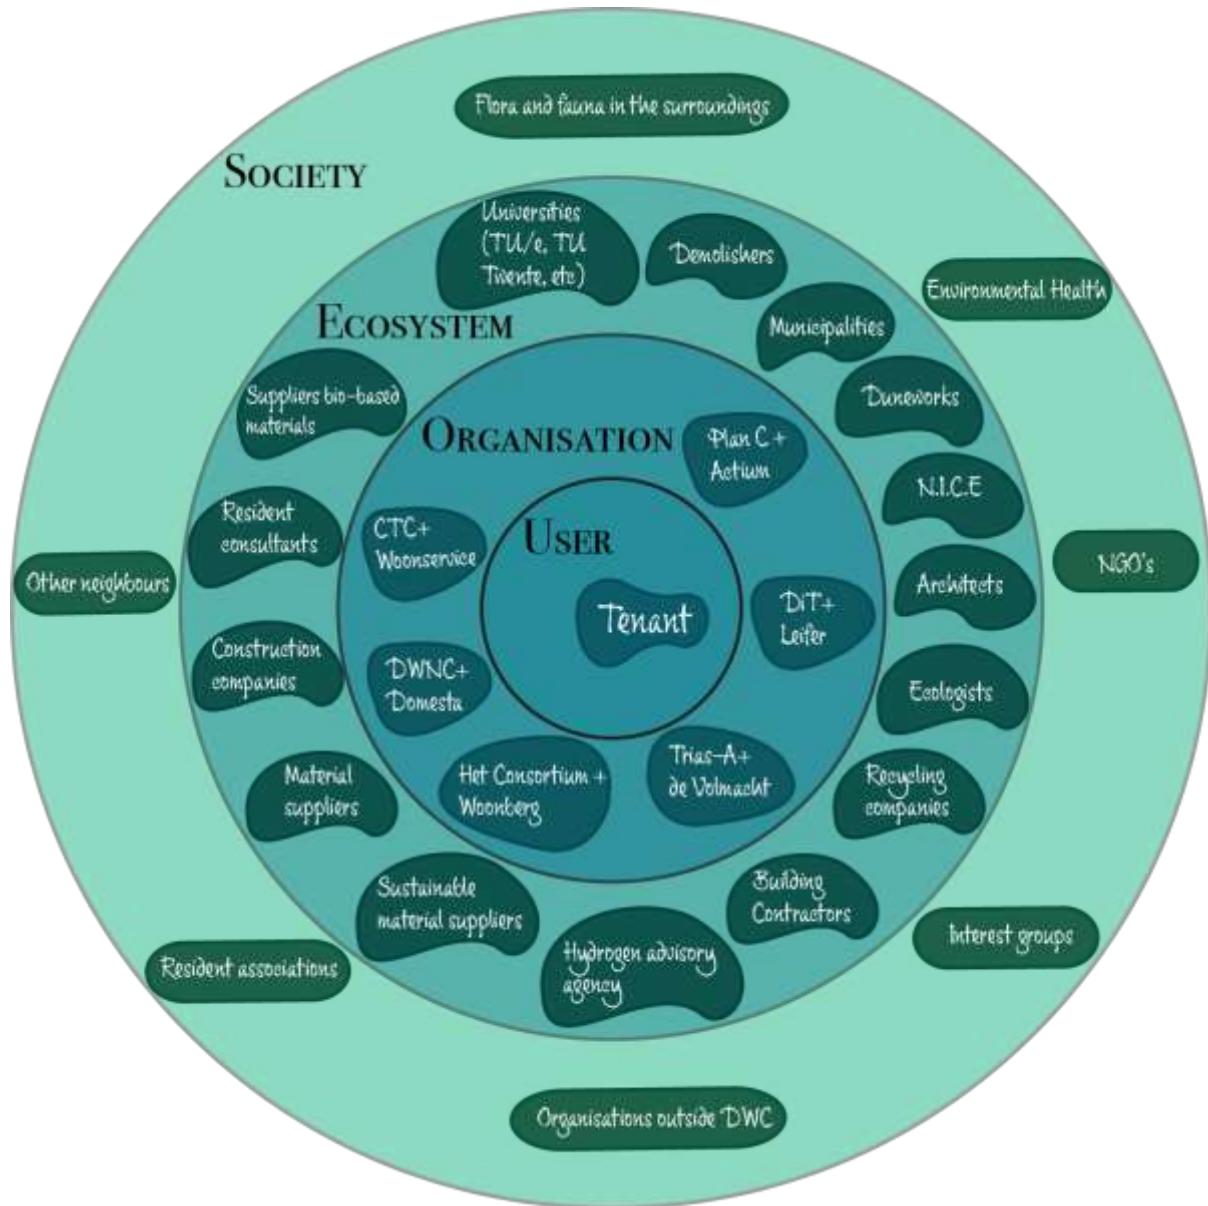 Flora and fauna in the surroundings
SOCIETY
Universities
(TU/e, TU
Twente, etc)
Demolishers
Environmental Health
Municipalities
ECOSYSTEM
Suppliers bio-based
materials
Duneworks
ORGANISATION
Plan C +
Actium
N.I.C.E
Resident
consultants
CTC+
Woonservice
USER
NGO's
Other neighbours
Architects
Tenant
DiT+
Leifer
Construction
companies
DWNC+
Domesta
Ecologists
Material
suppliers
Het Consortium +
Woonberg
Trias-A+
de Volmacht
Recycling
companies
Sustainable
material suppliers
Building
Contractors
Interest groups
Resident associations
Hydrogen advisory
agency
Organisations outside DWC